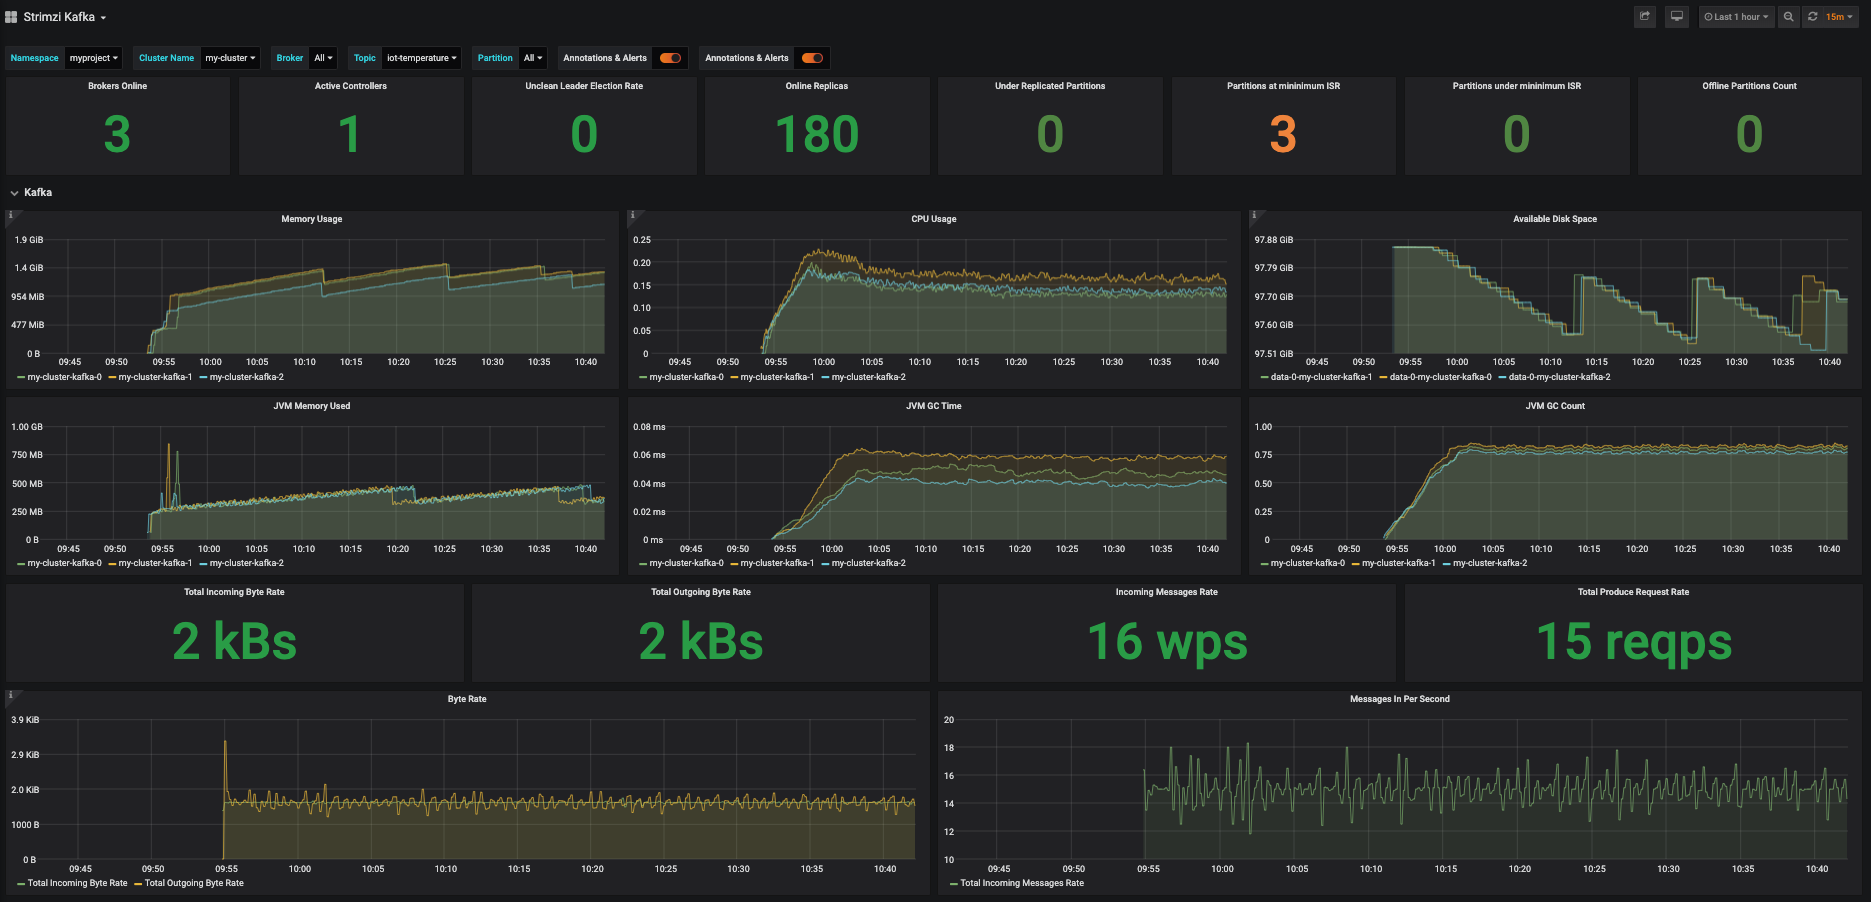 Strimzi Kafka
Last 1 hour 15m
Namespace myproject Cluster Name my-cluster Broker All Topic iot-temperature Partition All Annotations & Alerts Annotations & Alerts
Brokers Online Active Controllers Unclean Leader Election Rate Online Replicas Under Replicated Partitions Partitions at mininimum ISR Partitions under mininimum ISR Offline Partitions Count
3 1 0 180 0 3 0 0
Kafka
Memory Usage
1.9 GiB
1.4 GiB
954 MiB
477 MiB
0 B
09:45 09:50 09:55 10:00 10:05 10:10 10:15 10:20 10:25 10:30 10:35 10:40
my-cluster-kafka-0 my-cluster-kafka-1 my-cluster-kafka-2
CPU Usage
0.25
0.20
0.15
0.10
0.05
0
09:45 09:50 09:55 10:00 10:05 10:10 10:15 10:20 10:25 10:30 10:35 10:40
my-cluster-kafka-0 my-cluster-kafka-1 my-cluster-kafka-2
Available Disk Space
97.88 GiB
97.79 GiB
97.70 GiB
97.60 GiB
97.51 GiB
09:45 09:50 09:55 10:00 10:05 10:10 10:15 10:20 10:25 10:30 10:35 10:40
data-0-my-cluster-kafka-1 data-0-my-cluster-kafka-0 data-0-my-cluster-kafka-2
JVM Memory Used
1.00 GB
750 MB
500 MB
250 MB
0 B
09:45 09:50 09:55 10:00 10:05 10:10 10:15 10:20 10:25 10:30 10:35 10:40
my-cluster-kafka-0 my-cluster-kafka-1 my-cluster-kafka-2
JVM GC Time
0.08 ms
0.06 ms
0.04 ms
0.02 ms
0 ms
09:45 09:50 09:55 10:00 10:05 10:10 10:15 10:20 10:25 10:30 10:35 10:40
my-cluster-kafka-0 my-cluster-kafka-1 my-cluster-kafka-2
JVM GC Count
1.00
0.75
0.50
0.25
0
09:45 09:50 09:55 10:00 10:05 10:10 10:15 10:20 10:25 10:30 10:35 10:40
my-cluster-kafka-0 my-cluster-kafka-1 my-cluster-kafka-2
Total Incoming Byte Rate Total Outgoing Byte Rate Incoming Messages Rate Total Produce Request Rate
2 kBs 2 kBs 16 wps 15 reqps
Byte Rate
3.9 KiB
2.9 KiB
2.0 KiB
1000 B
0 B
09:45 09:50 09:55 10:00 10:05 10:10 10:15 10:20 10:25 10:30 10:35 10:40
Total Incoming Byte Rate Total Outgoing Byte Rate
Messages In Per Second
20
18
16
14
12
10
09:45 09:50 09:55 10:00 10:05 10:10 10:15 10:20 10:25 10:30 10:35 10:40
Total Incoming Messages Rate